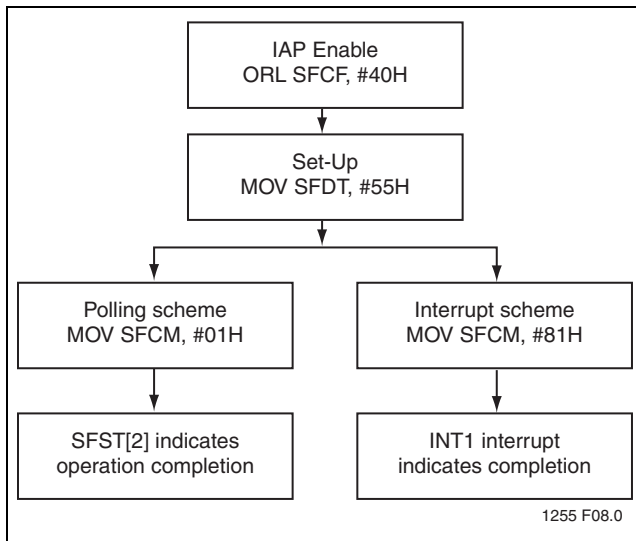 IAP Enable
ORL SFCF, #40H
Set-Up
MOV SFDT, #55H
Polling scheme
MOV SFCM, #01H
Interrupt scheme
MOV SFCM, #81H
SFST[2] indicates
operation completion
INT1 interrupt
indicates completion
1255 F08.0